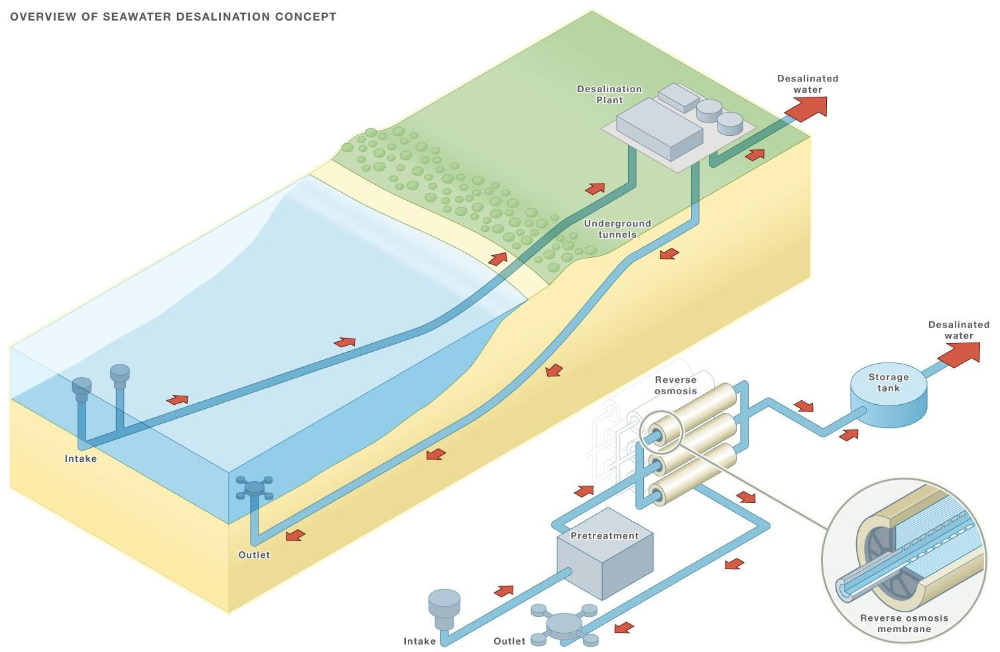 OVERVIEW OF SEAWATER DESALINATION CONCEPT
Desalinated
water
Desalination
Plant
Underground
tunnels
Intake
Outlet
Desalinated
water
Reverse
osmosis
Storage
tank
Pretreatment
Intake
Outlet
Reverse osmosis
membrane